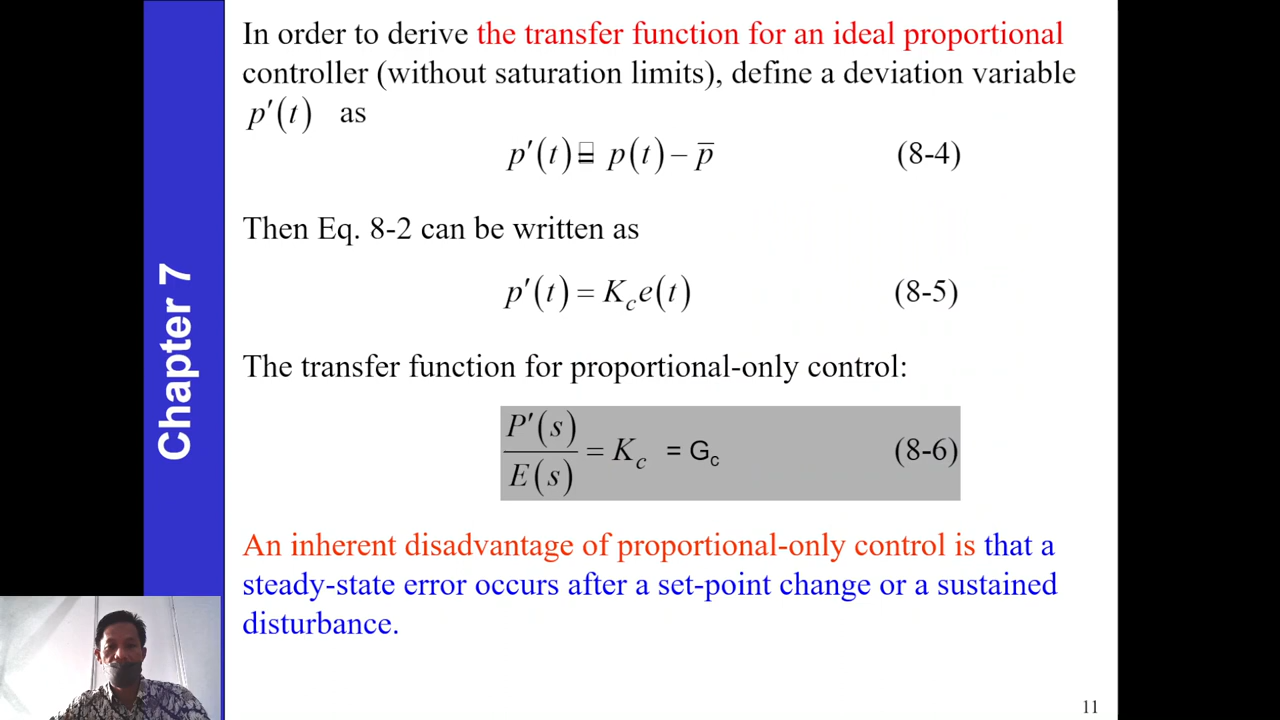 In order to derive the transfer function for an ideal proportional
controller (without saturation limits), define a deviation variable
p′(t) as
p′(t) ≡ p(t) − p̅ (8-4)
Then Eq. 8-2 can be written as
p′(t) = K_c e(t) (8-5)
The transfer function for proportional-only control:
P′(s)/E(s) = K_c = G_c (8-6)
An inherent disadvantage of proportional-only control is that a
steady-state error occurs after a set-point change or a sustained
disturbance.
Chapter 7
11